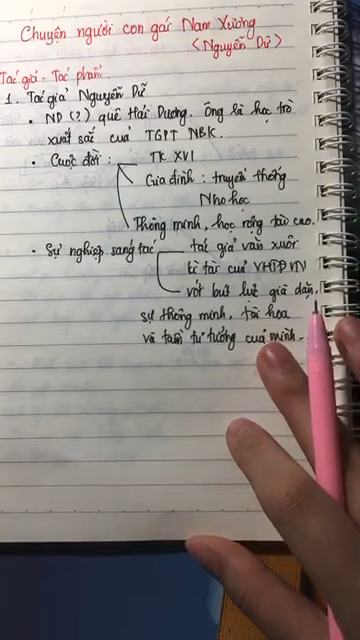 Chuyện người con gái Nam Xương
(Nguyễn Dữ)
Tác giả - Tác phẩm
1. Tác giả Nguyễn Dữ
• ND (?) quê Hải Dương. Ông là học trò
xuất sắc của TGPT NBK.
• Cuộc đời : TK XVI
Gia đình : truyền thống
Nho học
Thông minh, học rộng tài cao.
• Sự nghiệp sáng tác tác giả văn xuôi
kì tài của VHTĐVN
với bút lực già dặn,
sự thông minh, tài hoa
và tầm tư tưởng của mình.